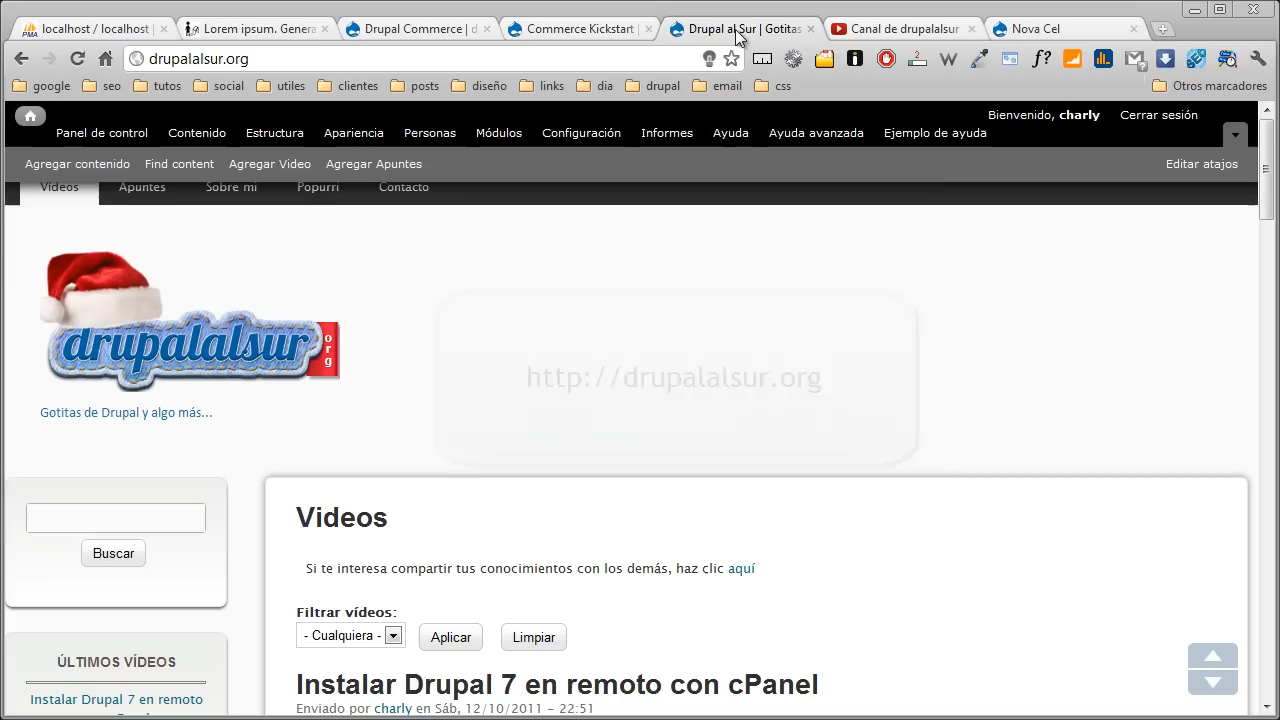 localhost / localhost |
Lorem ipsum. Genera
Drupal Commerce | d
Commerce Kickstart |
Drupal al Sur | Gotitas
Canal de drupalalsur
Nova Cel
drupalalsur.org
google
seo
tutos
social
utiles
clientes
posts
diseño
links
dia
drupal
email
css
Otros marcadores
Bienvenido, charly
Cerrar sesión
Panel de control
Contenido
Estructura
Apariencia
Personas
Módulos
Configuración
Informes
Ayuda
Ayuda avanzada
Ejemplo de ayuda
Agregar contenido
Find content
Agregar Video
Agregar Apuntes
Editar atajos
Videos
Apuntes
Sobre mi
Popurri
Contacto
drupalalsur
org
Gotitas de Drupal y algo más...
http://drupalalsur.org
Buscar
Videos
Si te interesa compartir tus conocimientos con los demás, haz clic aquí
Filtrar vídeos:
- Cualquiera -
Aplicar
Limpiar
ÚLTIMOS VÍDEOS
Instalar Drupal 7 en remoto
Instalar Drupal 7 en remoto con cPanel
Enviado por charly en Sáb, 12/10/2011 - 22:51